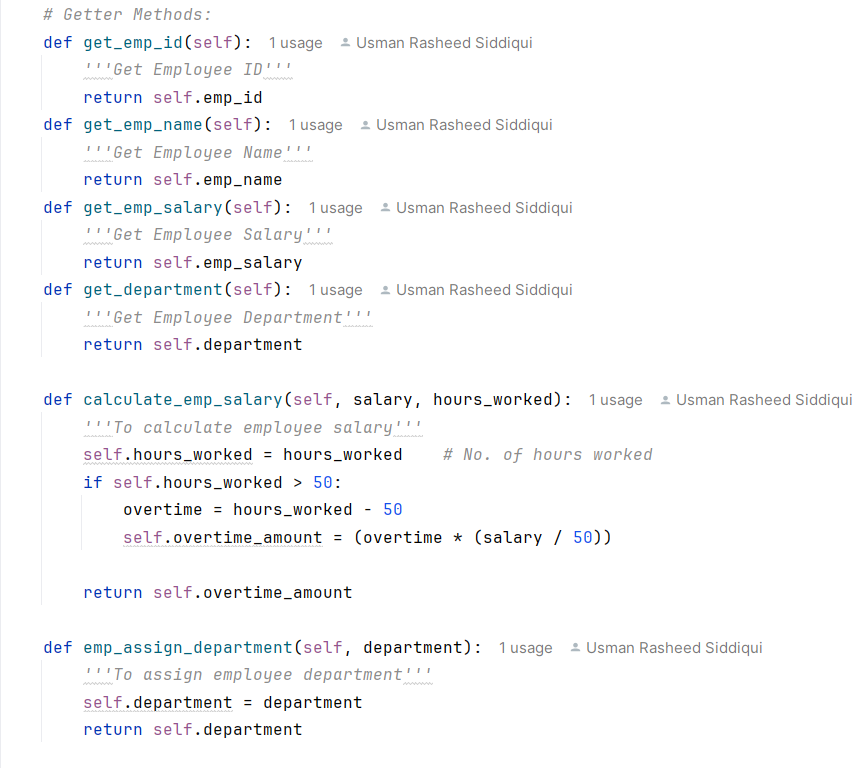 # Getter Methods:
def get_emp_id(self): 1 usage Usman Rasheed Siddiqui
'''Get Employee ID'''
return self.emp_id
def get_emp_name(self): 1 usage Usman Rasheed Siddiqui
'''Get Employee Name'''
return self.emp_name
def get_emp_salary(self): 1 usage Usman Rasheed Siddiqui
'''Get Employee Salary'''
return self.emp_salary
def get_department(self): 1 usage Usman Rasheed Siddiqui
'''Get Employee Department'''
return self.department
def calculate_emp_salary(self, salary, hours_worked): 1 usage Usman Rasheed Siddiqui
'''To calculate employee salary'''
self.hours_worked = hours_worked # No. of hours worked
if self.hours_worked > 50:
overtime = hours_worked - 50
self.overtime_amount = (overtime * (salary / 50))
return self.overtime_amount
def emp_assign_department(self, department): 1 usage Usman Rasheed Siddiqui
'''To assign employee department'''
self.department = department
return self.department